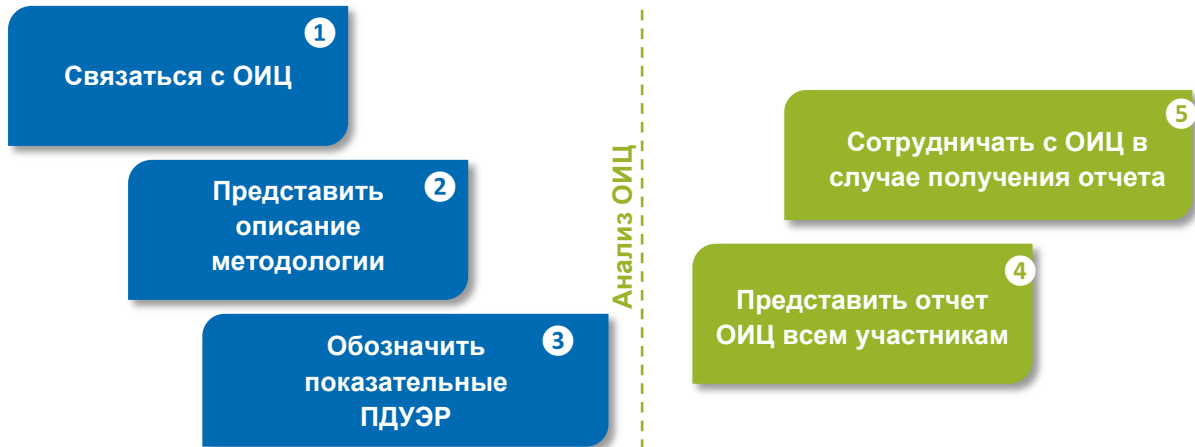 1
Связаться с ОИЦ
2
Представить
описание
методологии
3
Обозначить
показательные
ПДУЭР
Анализ ОИЦ
4
Представить отчет
ОИЦ всем участникам
5
Сотрудничать с ОИЦ в
случае получения отчета